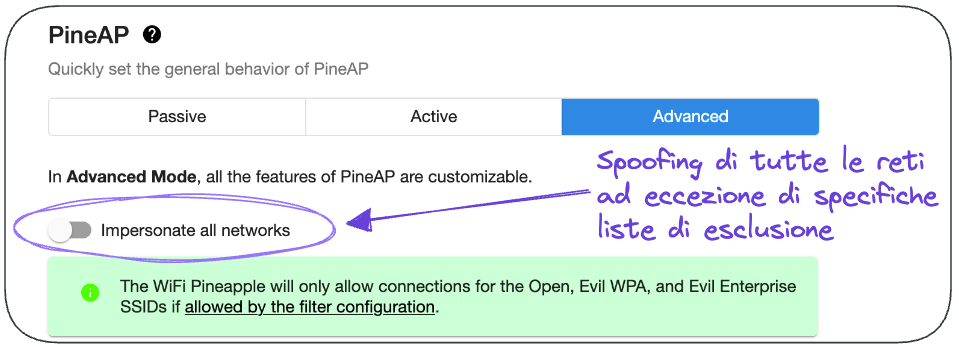 PineAP ?
Quickly set the general behavior of PineAP
Passive Active Advanced
In Advanced Mode, all the features of PineAP are customizable.
Spoofing di tutte le reti
ad eccezione di specifiche
liste di esclusione
Impersonate all networks
The WiFi Pineapple will only allow connections for the Open, Evil WPA, and Evil Enterprise
SSIDs if allowed by the filter configuration.